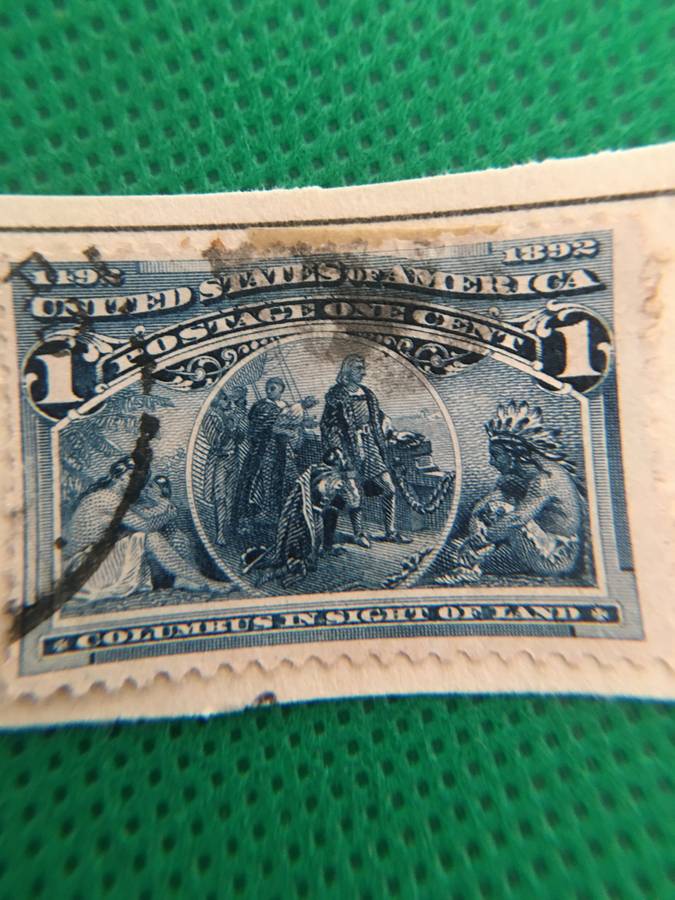 1492
1892
UNITED STATES OF AMERICA
POSTAGE ONE CENT
1
1
COLUMBUS IN SIGHT OF LAND